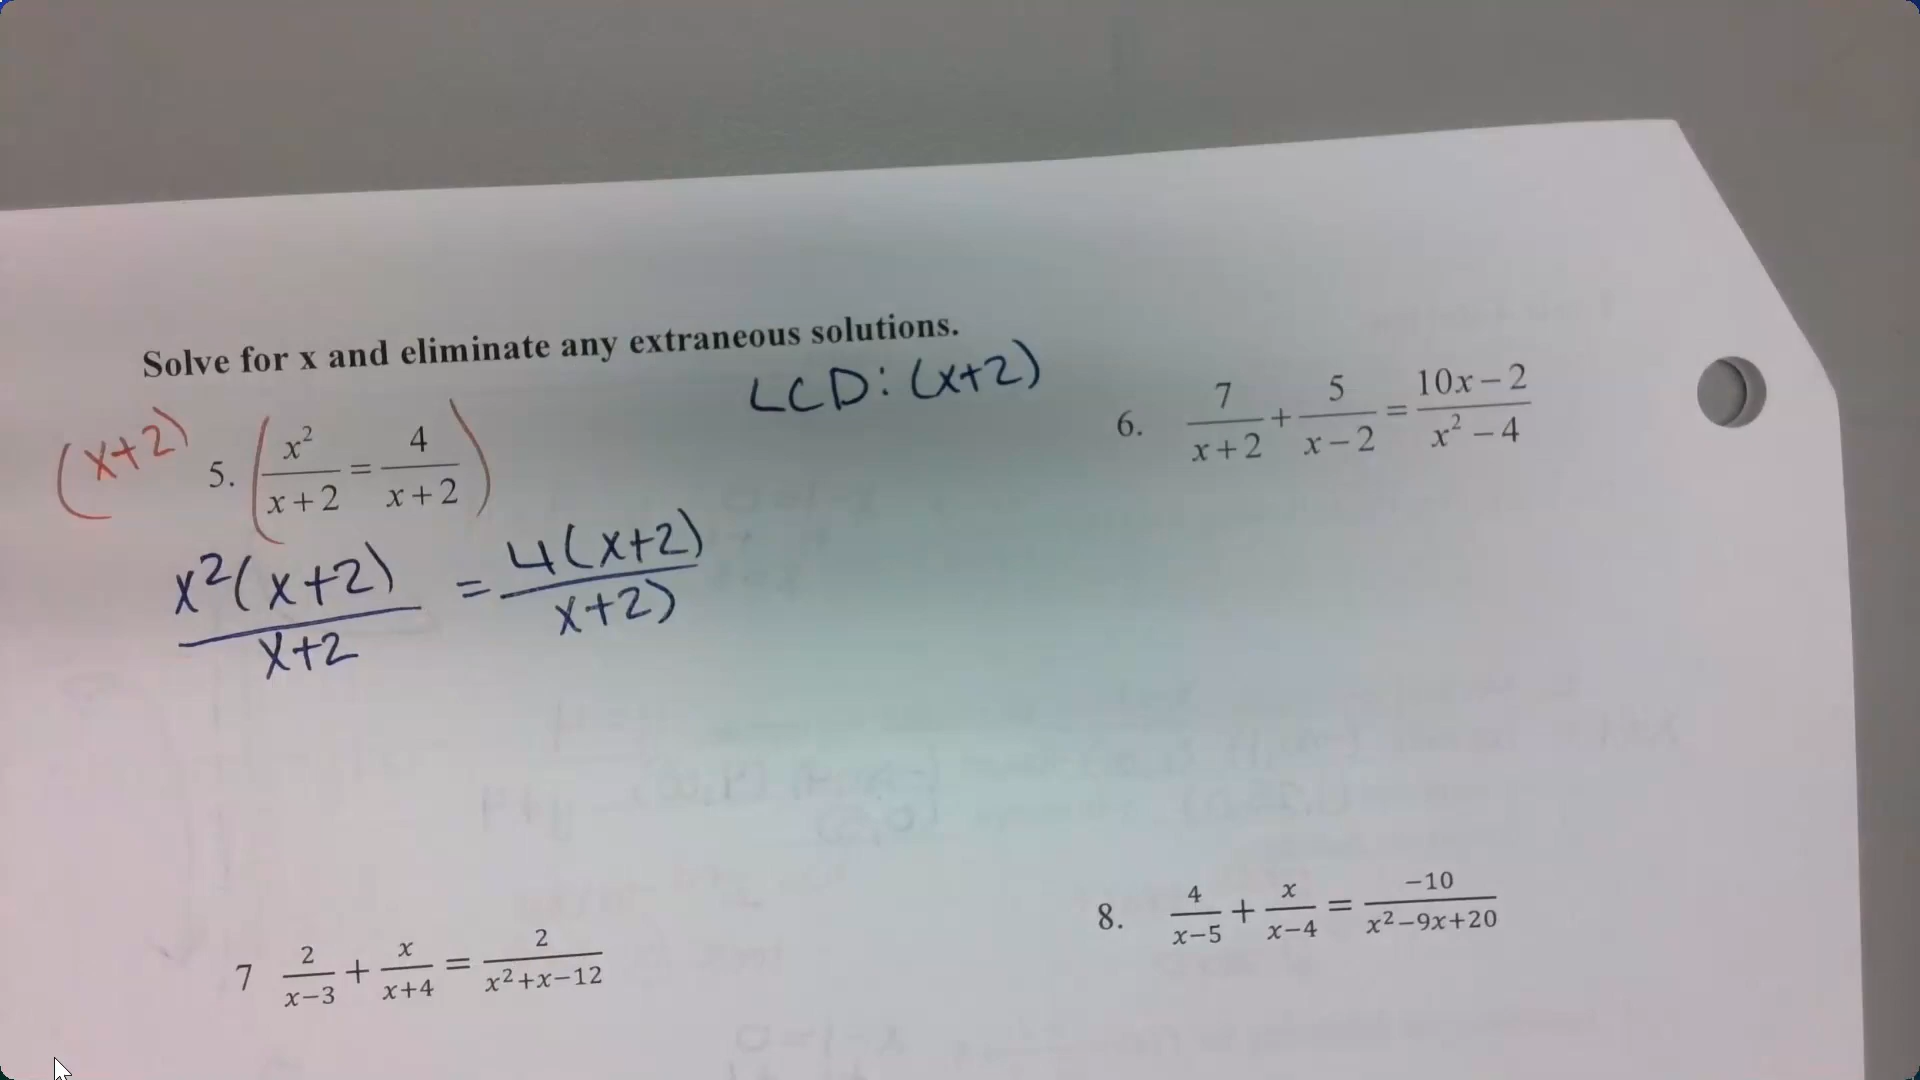 Solve for x and eliminate any extraneous solutions.
LCD: (x+2)
(x+2) 5. (x²/(x+2) = 4/(x+2))
x²(x+2)/x+2 = 4(x+2)/x+2)
6. 7/(x+2) + 5/(x−2) = (10x−2)/(x²−4)
7 2/(x−3) + x/(x+4) = 2/(x²+x−12)
8. 4/(x−5) + x/(x−4) = −10/(x²−9x+20)